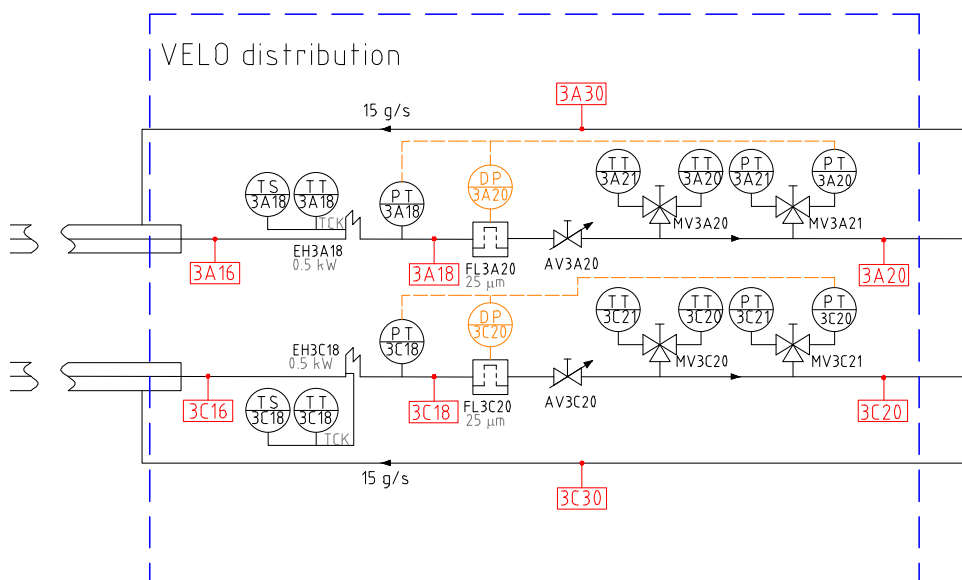 VELO distribution
3A30
15 g/s
TS
3A18
TT
3A18
TCK
PT
3A18
DP
3A20
TT
3A21
TT
3A20
PT
3A21
PT
3A20
MV3A20
MV3A21
EH3A18
0.5 kW
3A16
3A18
FL3A20
25 μm
AV3A20
3A20
PT
3C18
DP
3C20
TT
3C21
TT
3C20
PT
3C21
PT
3C20
MV3C20
MV3C21
EH3C18
0.5 kW
3C16
TS
3C18
TT
3C18
TCK
3C18
FL3C20
25 μm
AV3C20
3C20
15 g/s
3C30